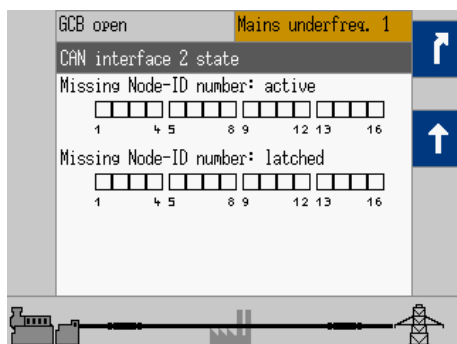 GCB open
Mains underfreq. 1
CAN interface 2 state
Missing Node-ID number: active
1 4 5 8 9 12 13 16
Missing Node-ID number: latched
1 4 5 8 9 12 13 16